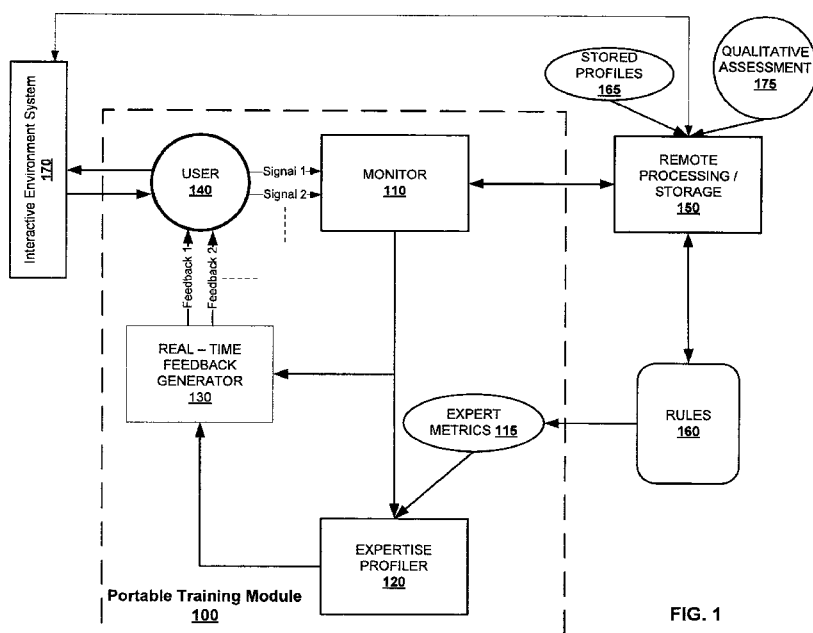 STORED
PROFILES
165
QUALITATIVE
ASSESSMENT
175
Interactive Environment System
170
USER
140
Signal 1
Signal 2
MONITOR
110
REMOTE
PROCESSING /
STORAGE
150
Feedback 1
Feedback 2
REAL – TIME
FEEDBACK
GENERATOR
130
EXPERT
METRICS 115
RULES
160
EXPERTISE
PROFILER
120
Portable Training Module
100
FIG. 1